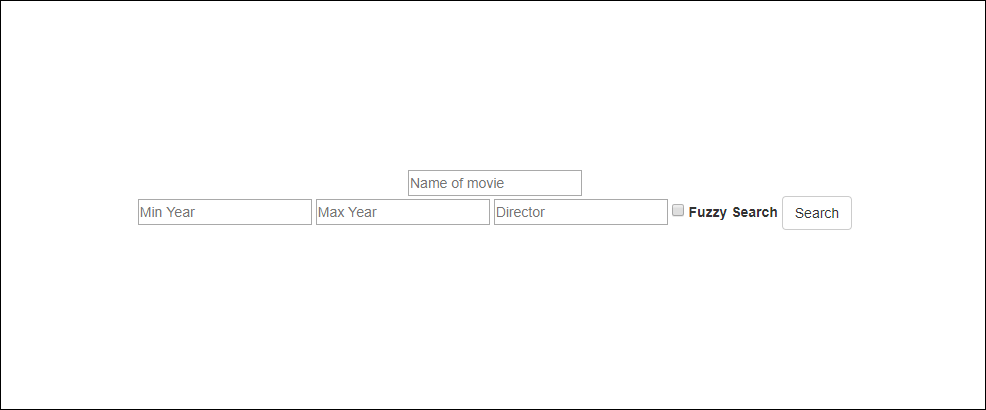 Name of movie
Min Year Max Year Director Fuzzy Search Search